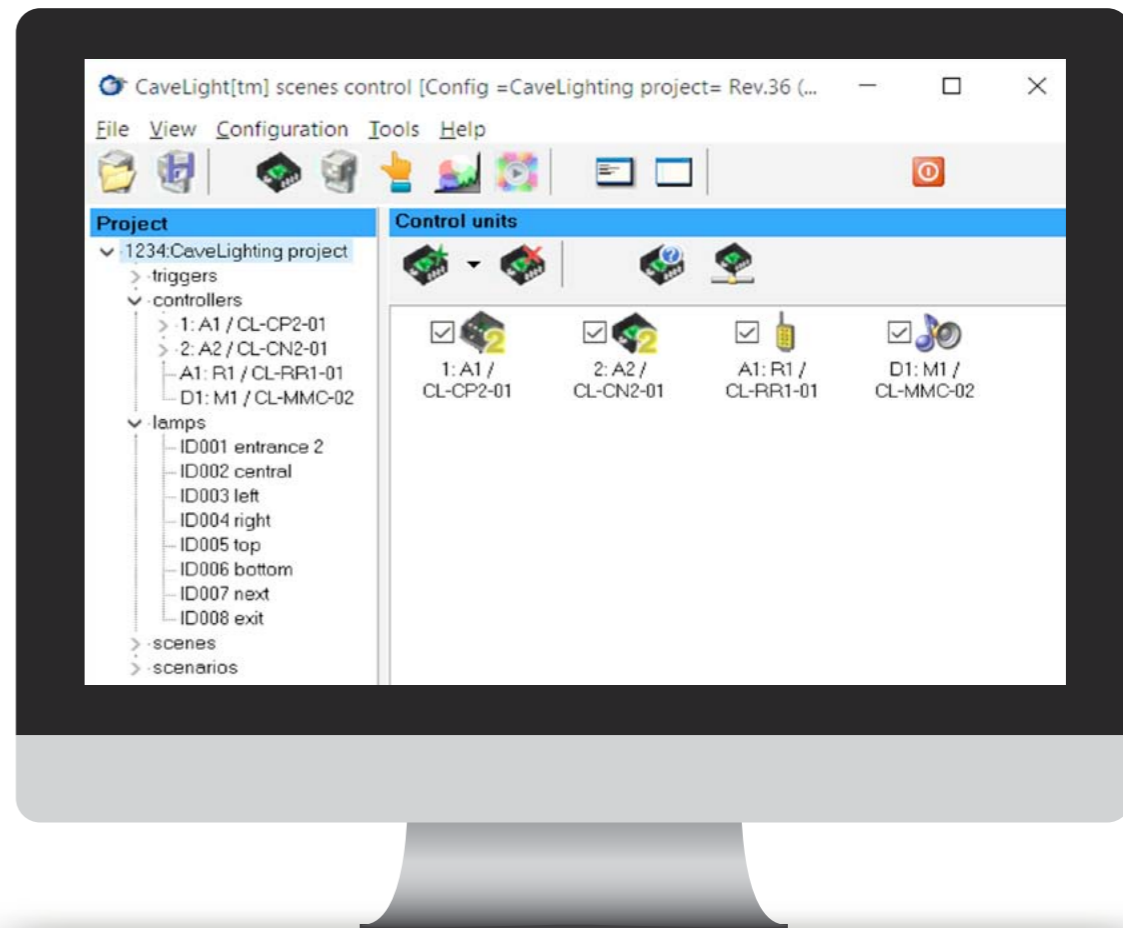 CaveLight[tm] scenes control [Config =CaveLighting project= Rev.36 (...
File View Configuration Tools Help
Project
1234:CaveLighting project
triggers
controllers
1: A1 / CL-CP2-01
2: A2 / CL-CN2-01
A1: R1 / CL-RR1-01
D1: M1 / CL-MMC-02
lamps
ID001 entrance 2
ID002 central
ID003 left
ID004 right
ID005 top
ID006 bottom
ID007 next
ID008 exit
scenes
scenarios
Control units
2
1: A1 /
CL-CP2-01
2
2: A2 /
CL-CN2-01
A1: R1 /
CL-RR1-01
D1: M1 /
CL-MMC-02